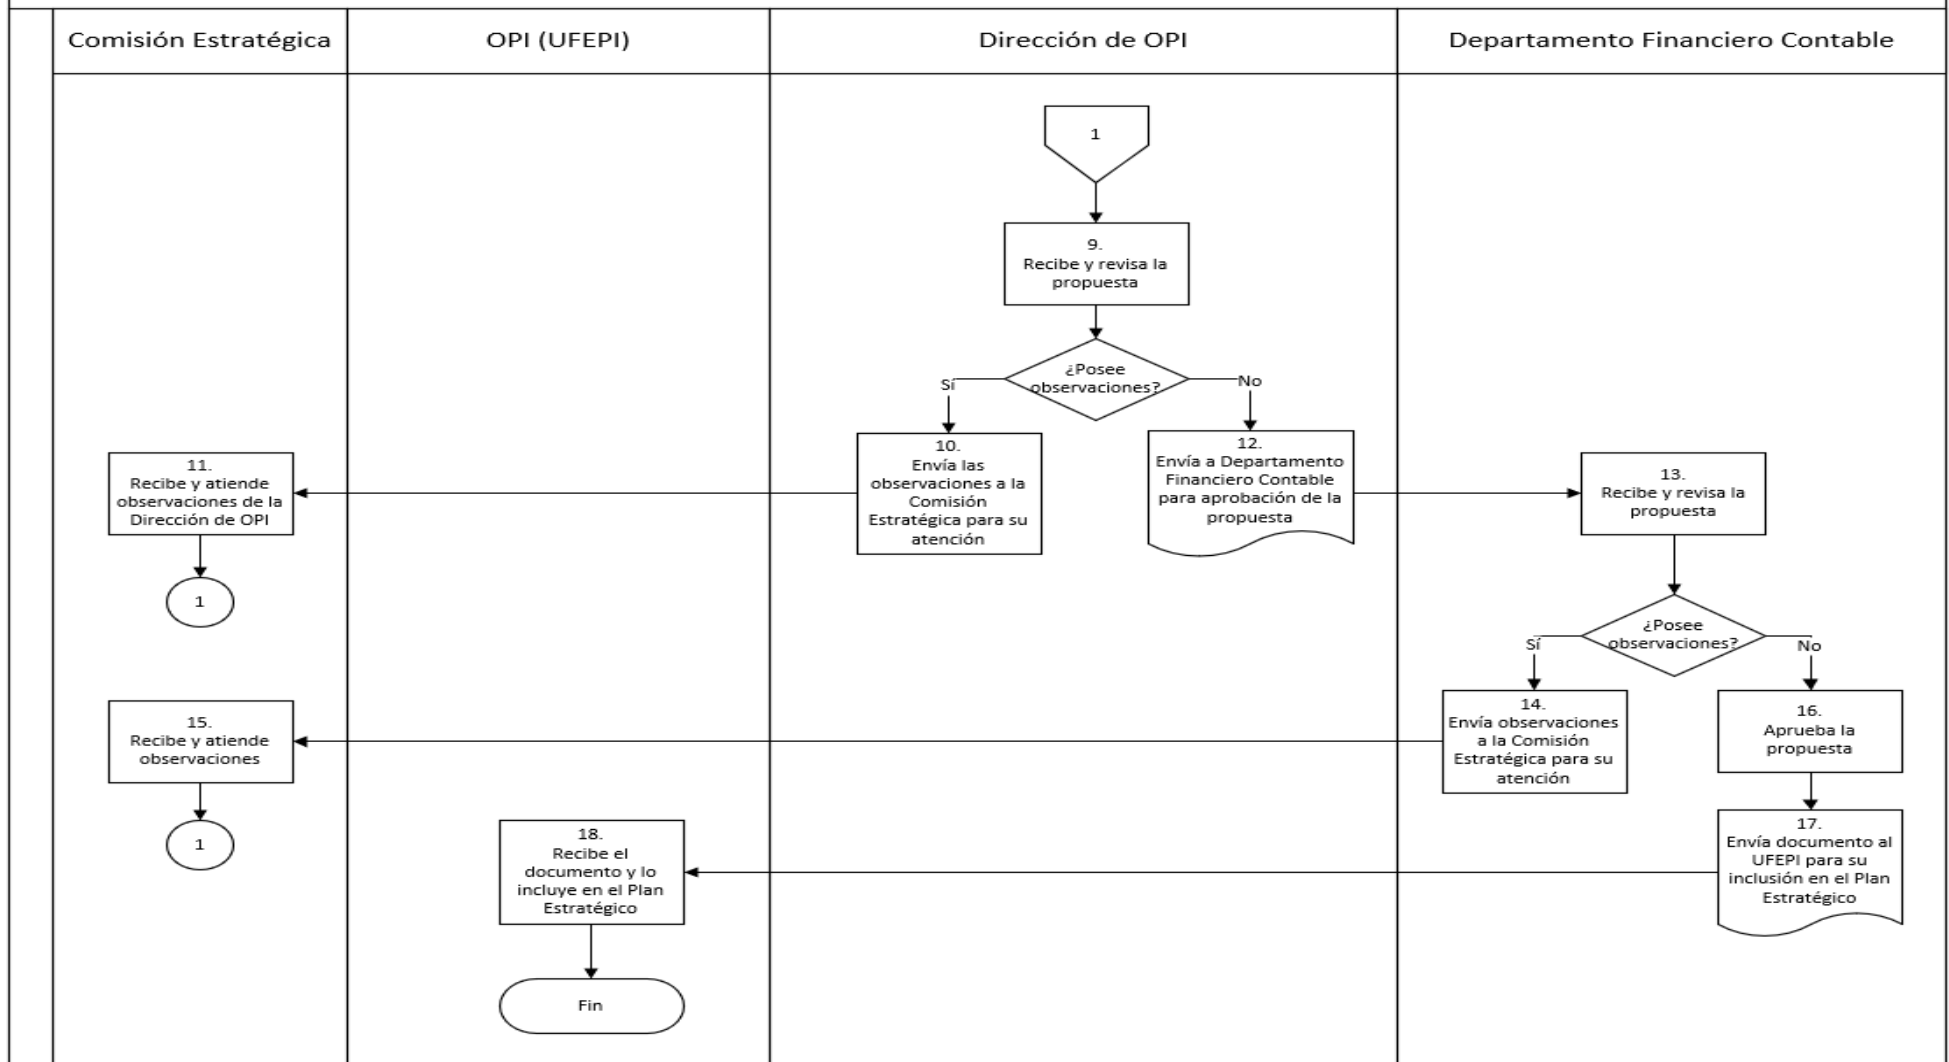 Comisión Estratégica
OPI (UFEPI)
Dirección de OPI
Departamento Financiero Contable
1
9.
Recibe y revisa la
propuesta
¿Posee
observaciones?
Sí
No
10.
Envía las
observaciones a la
Comisión
Estratégica para su
atención
12.
Envía a Departamento
Financiero Contable
para aprobación de la
propuesta
11.
Recibe y atiende
observaciones de la
Dirección de OPI
1
13.
Recibe y revisa la
propuesta
¿Posee
observaciones?
Sí
No
14.
Envía observaciones
a la Comisión
Estratégica para su
atención
16.
Aprueba la
propuesta
15.
Recibe y atiende
observaciones
1
17.
Envía documento al
UFEPI para su
inclusión en el Plan
Estratégico
18.
Recibe el
documento y lo
incluye en el Plan
Estratégico
Fin